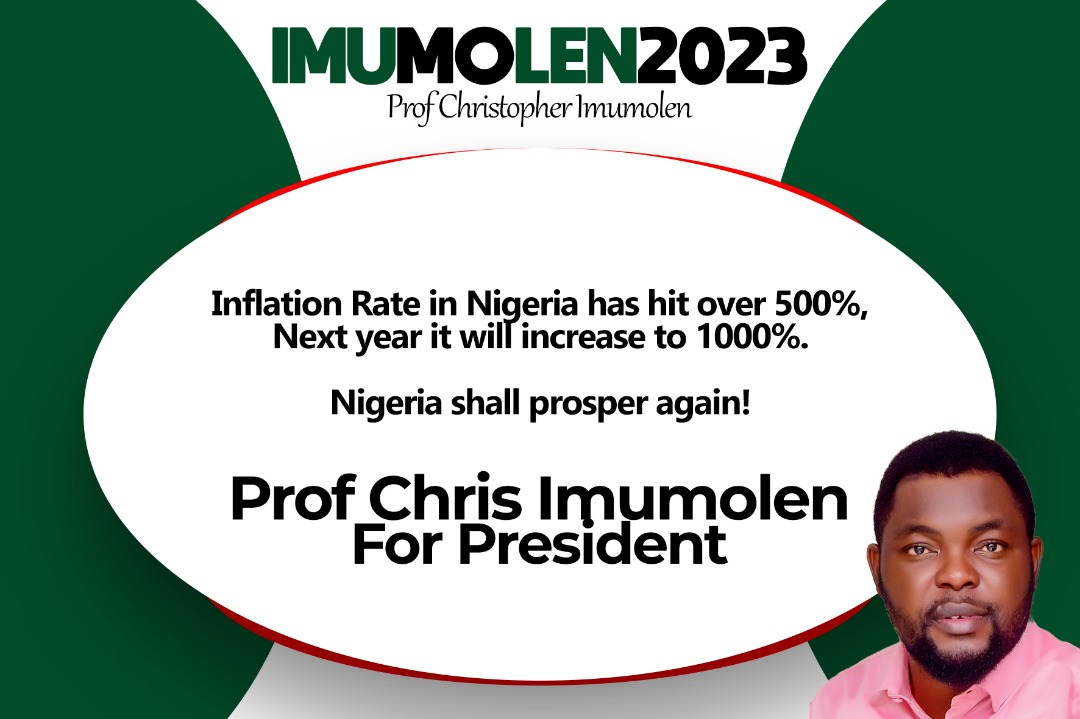 IMUMOLEN2023
Prof Christopher Imumolen
Inflation Rate in Nigeria has hit over 500%,
Next year it will increase to 1000%.
Nigeria shall prosper again!
Prof Chris Imumolen
For President